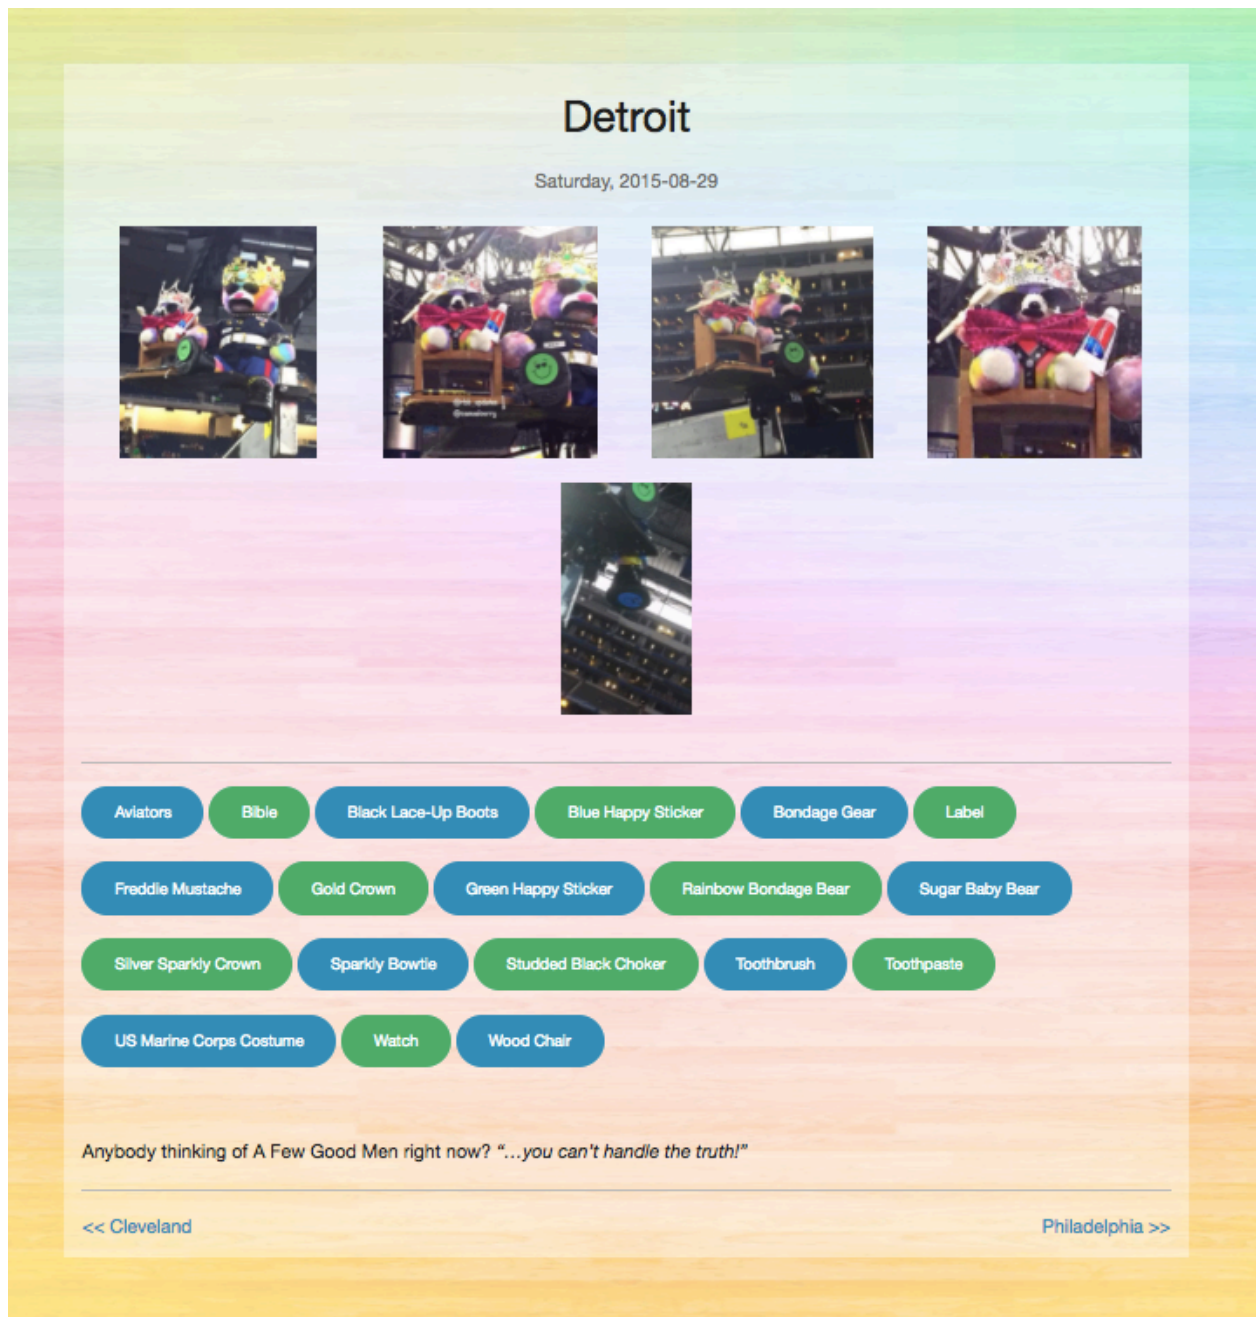 Detroit
Saturday, 2015-08-29
Aviators Bible Black Lace-Up Boots Blue Happy Sticker Bondage Gear Label
Freddie Mustache Gold Crown Green Happy Sticker Rainbow Bondage Bear Sugar Baby Bear
Silver Sparkly Crown Sparkly Bowtie Studded Black Choker Toothbrush Toothpaste
US Marine Corps Costume Watch Wood Chair
Anybody thinking of A Few Good Men right now? “…you can't handle the truth!”
<< Cleveland Philadelphia >>